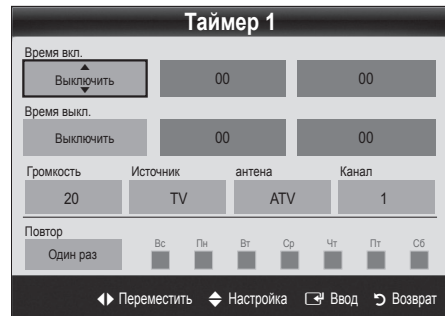 Таймер 1
Время вкл.
Выключить 00 00
Время выкл.
Выключить 00 00
Громкость Источник антена Канал
20 TV ATV 1
Повтор
Вс Пн Вт Ср Чт Пт Сб
Один раз
Переместить Настройка Ввод Возврат